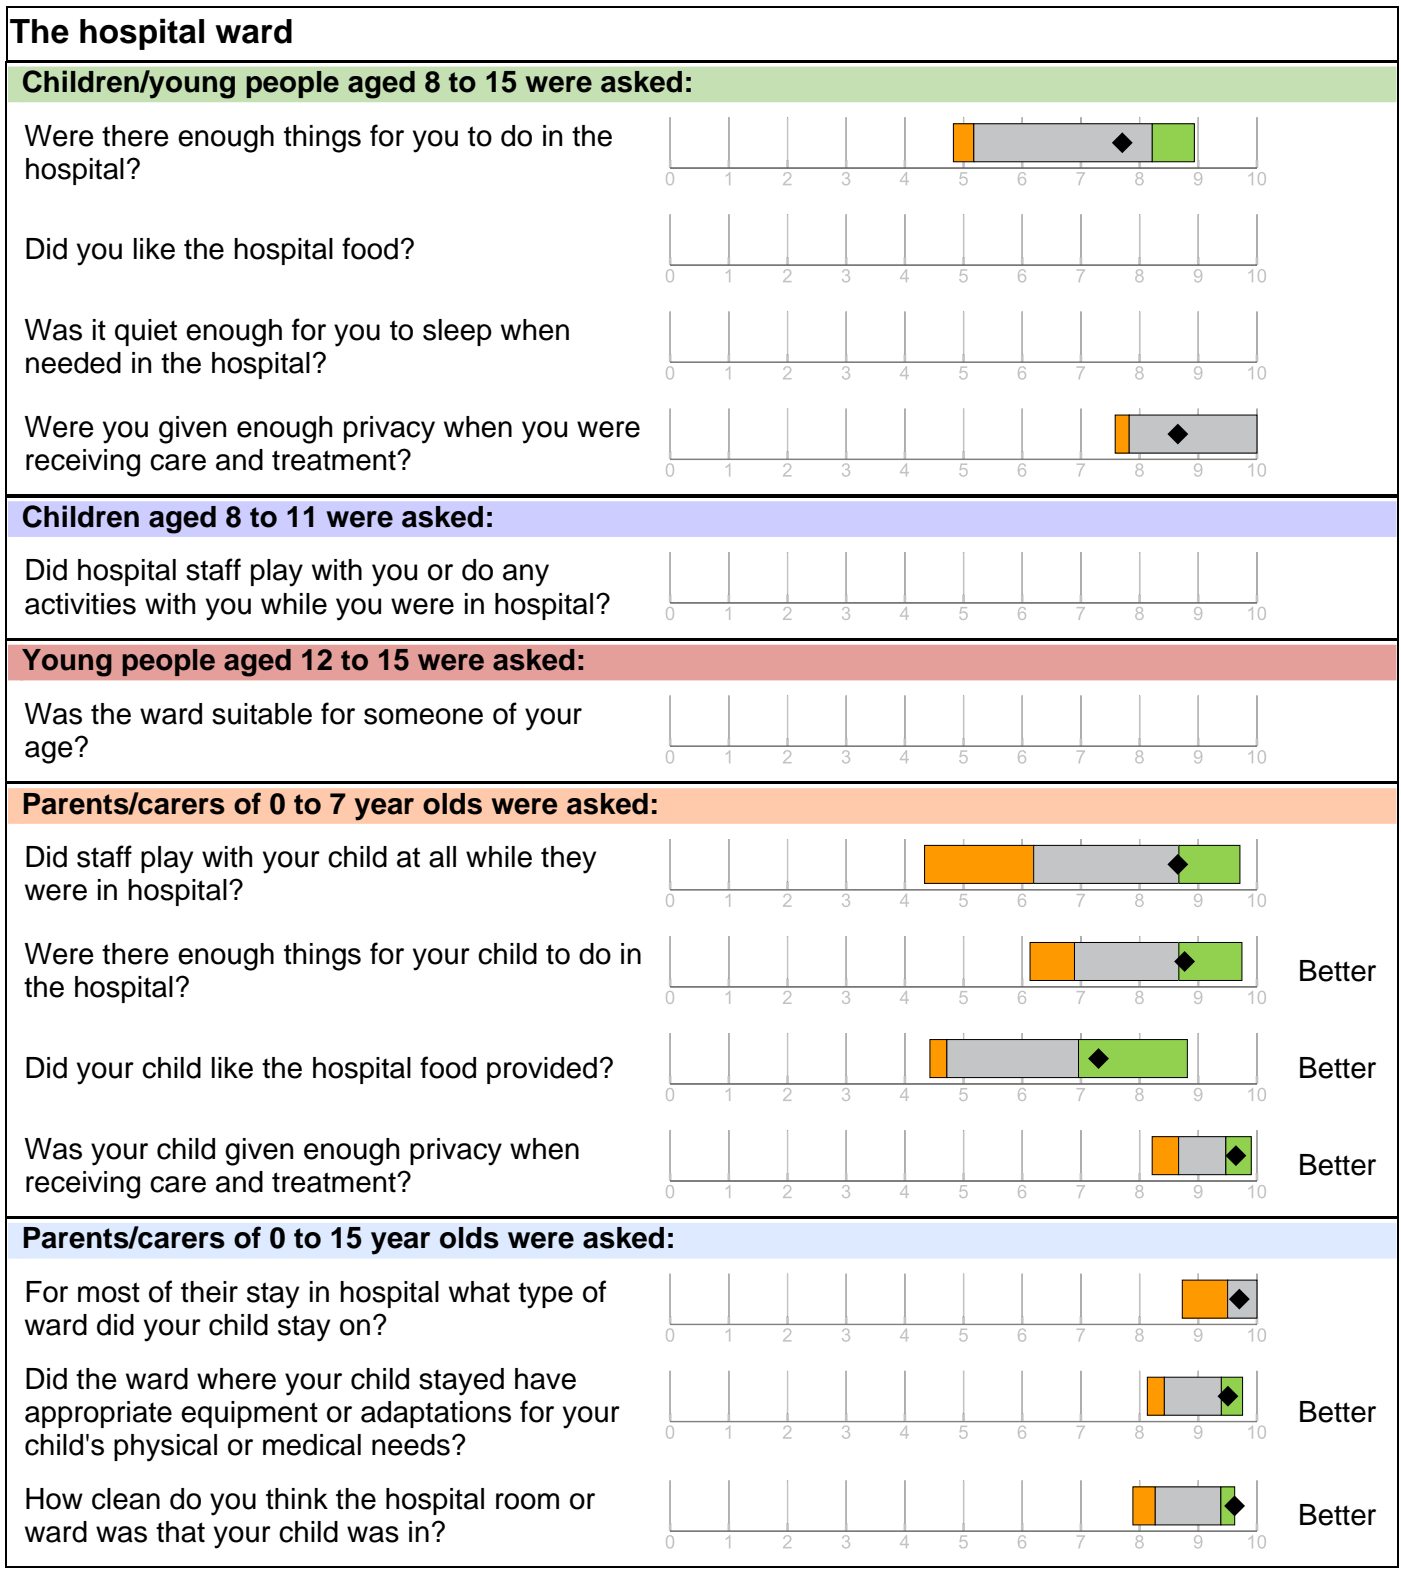 The hospital ward
Children/young people aged 8 to 15 were asked:
Were there enough things for you to do in the
hospital?
0 1 2 3 4 5 6 7 8 9 10
Did you like the hospital food?
0 1 2 3 4 5 6 7 8 9 10
Was it quiet enough for you to sleep when
needed in the hospital?
0 1 2 3 4 5 6 7 8 9 10
Were you given enough privacy when you were
receiving care and treatment?
0 1 2 3 4 5 6 7 8 9 10
Children aged 8 to 11 were asked:
Did hospital staff play with you or do any
activities with you while you were in hospital?
0 1 2 3 4 5 6 7 8 9 10
Young people aged 12 to 15 were asked:
Was the ward suitable for someone of your
age?
0 1 2 3 4 5 6 7 8 9 10
Parents/carers of 0 to 7 year olds were asked:
Did staff play with your child at all while they
were in hospital?
0 1 2 3 4 5 6 7 8 9 10
Were there enough things for your child to do in
the hospital?
0 1 2 3 4 5 6 7 8 9 10
Better
Did your child like the hospital food provided?
0 1 2 3 4 5 6 7 8 9 10
Better
Was your child given enough privacy when
receiving care and treatment?
0 1 2 3 4 5 6 7 8 9 10
Better
Parents/carers of 0 to 15 year olds were asked:
For most of their stay in hospital what type of
ward did your child stay on?
0 1 2 3 4 5 6 7 8 9 10
Did the ward where your child stayed have
appropriate equipment or adaptations for your
child's physical or medical needs?
0 1 2 3 4 5 6 7 8 9 10
Better
How clean do you think the hospital room or
ward was that your child was in?
0 1 2 3 4 5 6 7 8 9 10
Better